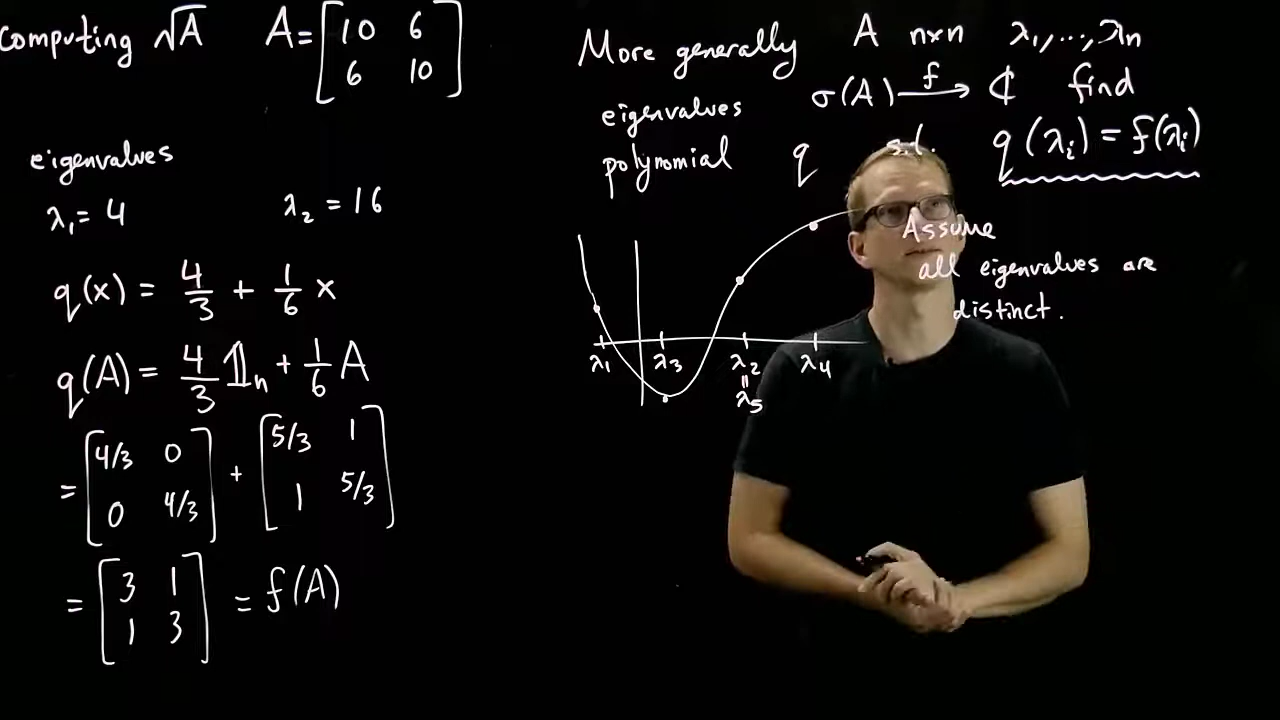 Computing √A A = [10 6
6 10]
eigenvalues
λ₁ = 4 λ₂ = 16
q(x) = 4/3 + 1/6 x
q(A) = 4/3 𝟙ₙ + 1/6 A
= [4/3 0
0 4/3] + [5/3 1
1 5/3]
= [3 1
1 3] = f(A)
More generally A n×n λ₁,...,λₙ
eigenvalues σ(A) —f→ ℂ find
polynomial q s.t. q(λᵢ) = f(λᵢ)
Assume
all eigenvalues are
distinct.
λ₁ λ₃ λ₂ λ₄
=
λ₅